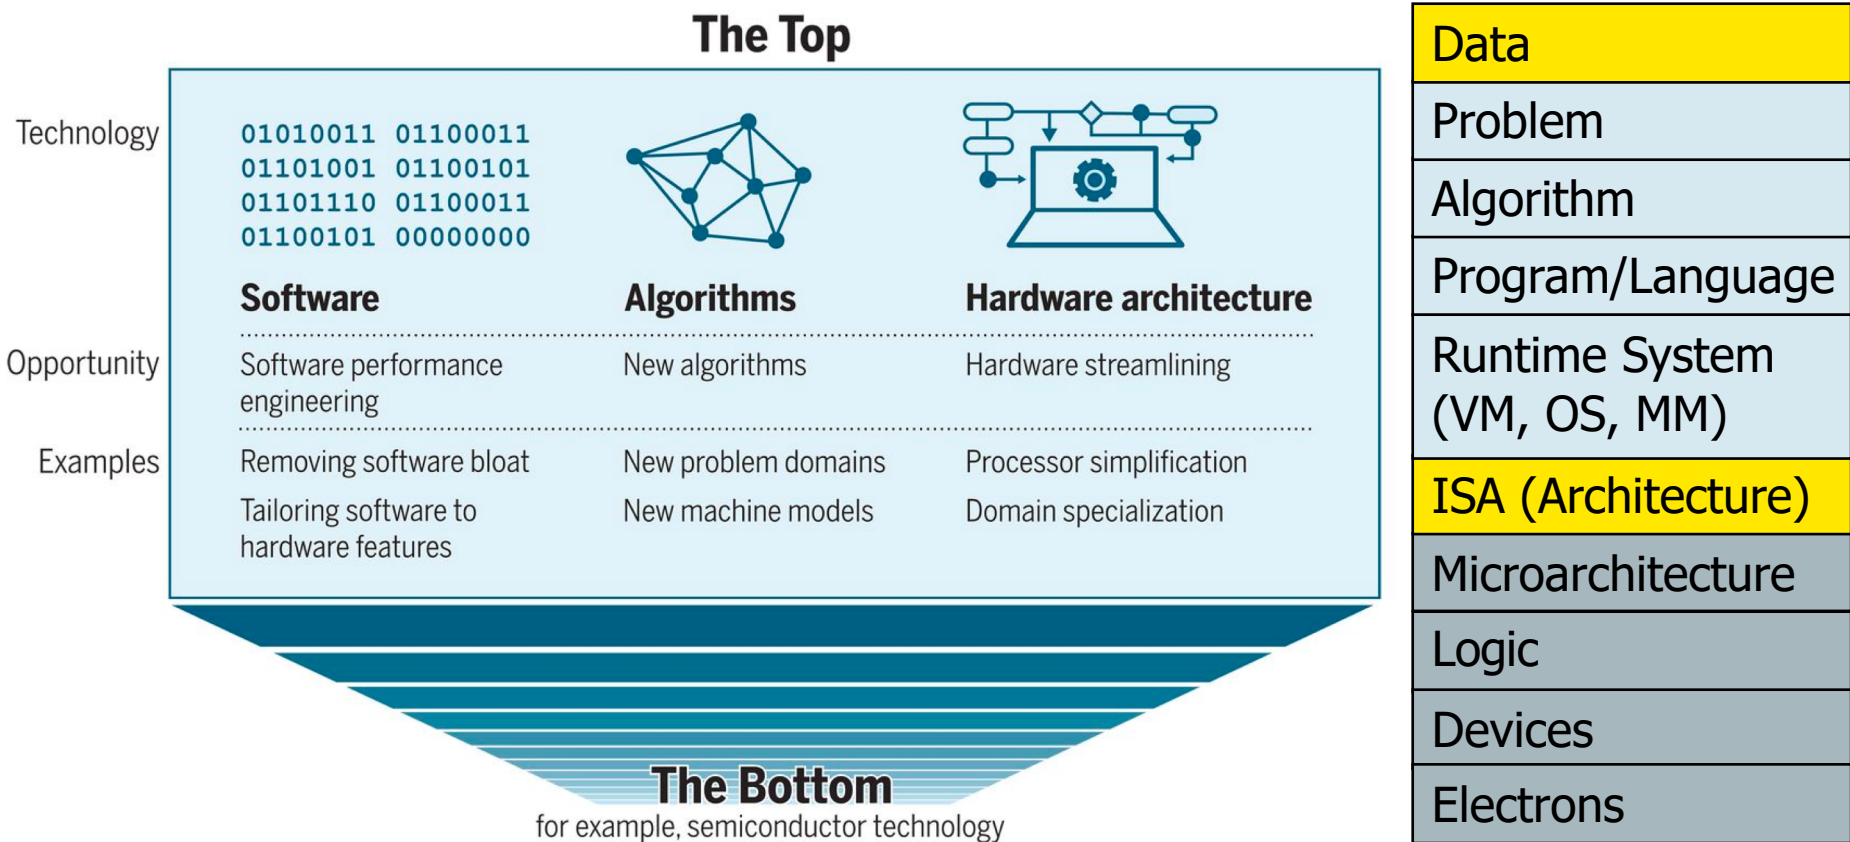 The Top
Technology
01010011 01100011
01101001 01100101
01101110 01100011
01100101 00000000
Software
Algorithms
Hardware architecture
Opportunity
Software performance
engineering
New algorithms
Hardware streamlining
Examples
Removing software bloat
New problem domains
Processor simplification
Tailoring software to
hardware features
New machine models
Domain specialization
The Bottom
for example, semiconductor technology
Data
Problem
Algorithm
Program/Language
Runtime System
(VM, OS, MM)
ISA (Architecture)
Microarchitecture
Logic
Devices
Electrons